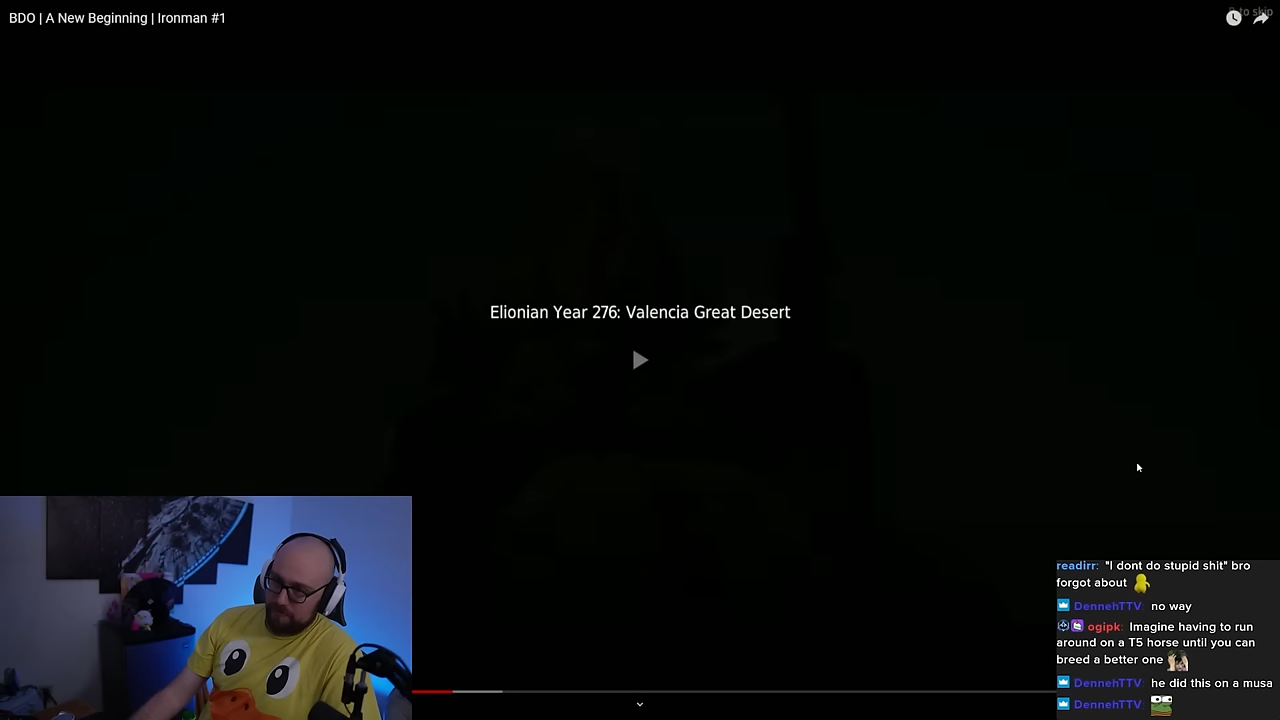 BDO | A New Beginning | Ironman #1
to skip
Elionian Year 276: Valencia Great Desert
readirr: "I dont do stupid shit" bro
forgot about
DennehTTV: no way
ogipk: Imagine having to run
around on a T5 horse until you can
breed a better one
DennehTTV: he did this on a musa
DennehTTV: